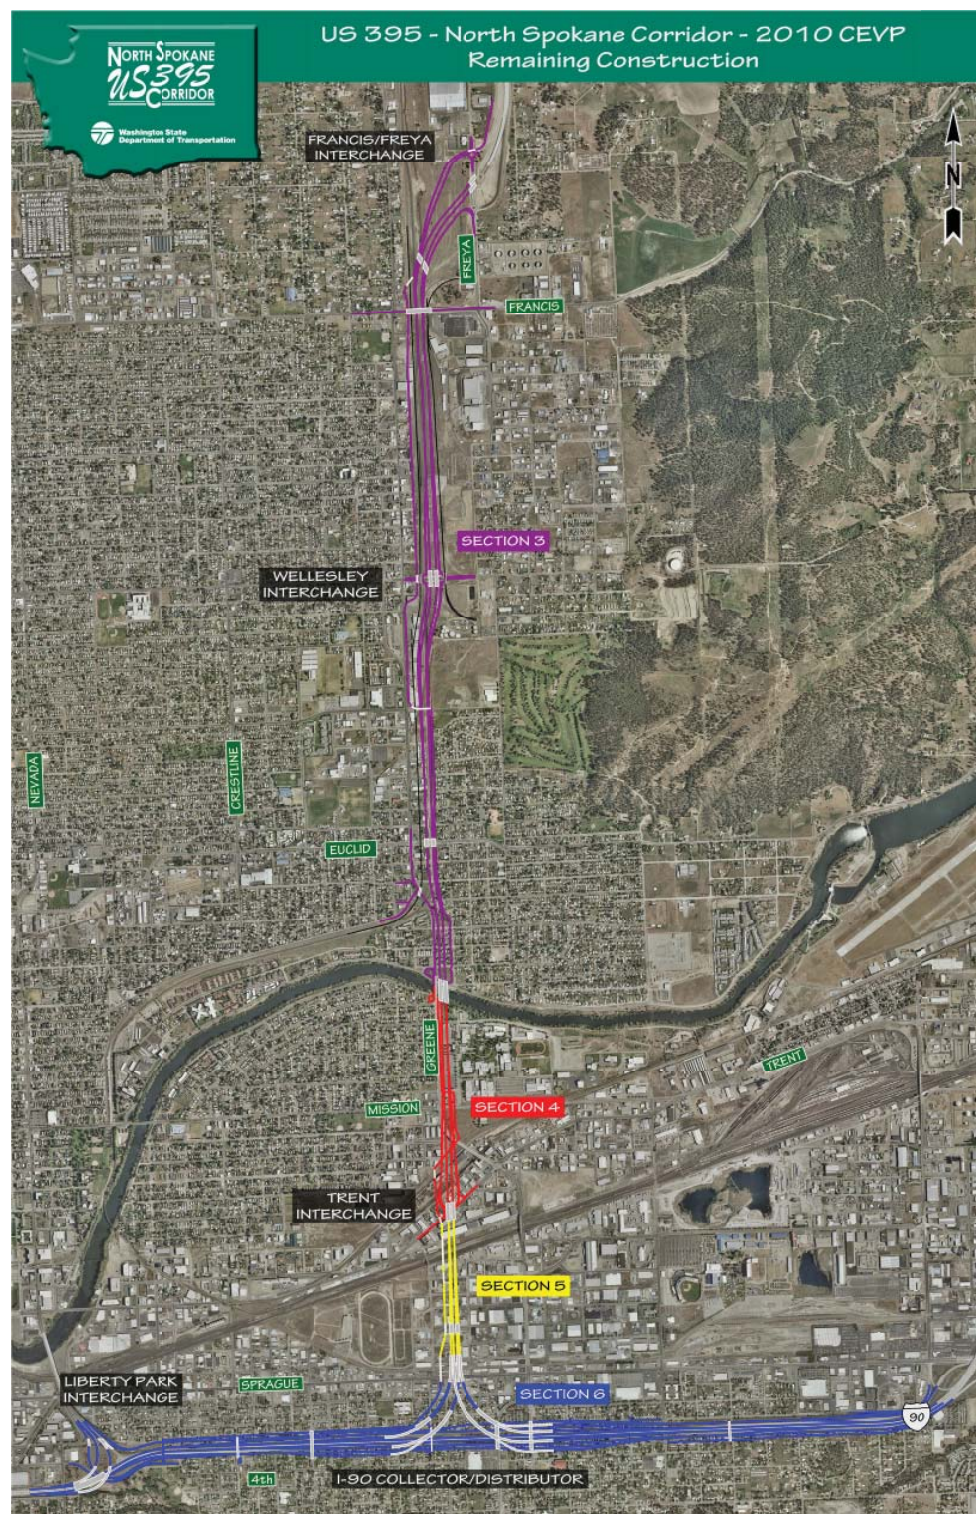 US 395 - North Spokane Corridor - 2010 CEVP
Remaining Construction
NORTH SPOKANE
US 395
CORRIDOR
Washington State
Department of Transportation
FRANCIS/FREYA
INTERCHANGE
N
FREYA
FRANCIS
SECTION 3
WELLESLEY
INTERCHANGE
NEVADA
CRESTLINE
EUCLID
GREENE
TRENT
MISSION
SECTION 4
TRENT
INTERCHANGE
SECTION 5
LIBERTY PARK
INTERCHANGE
SPRAGUE
SECTION 6
90
4th
I-90 COLLECTOR/DISTRIBUTOR